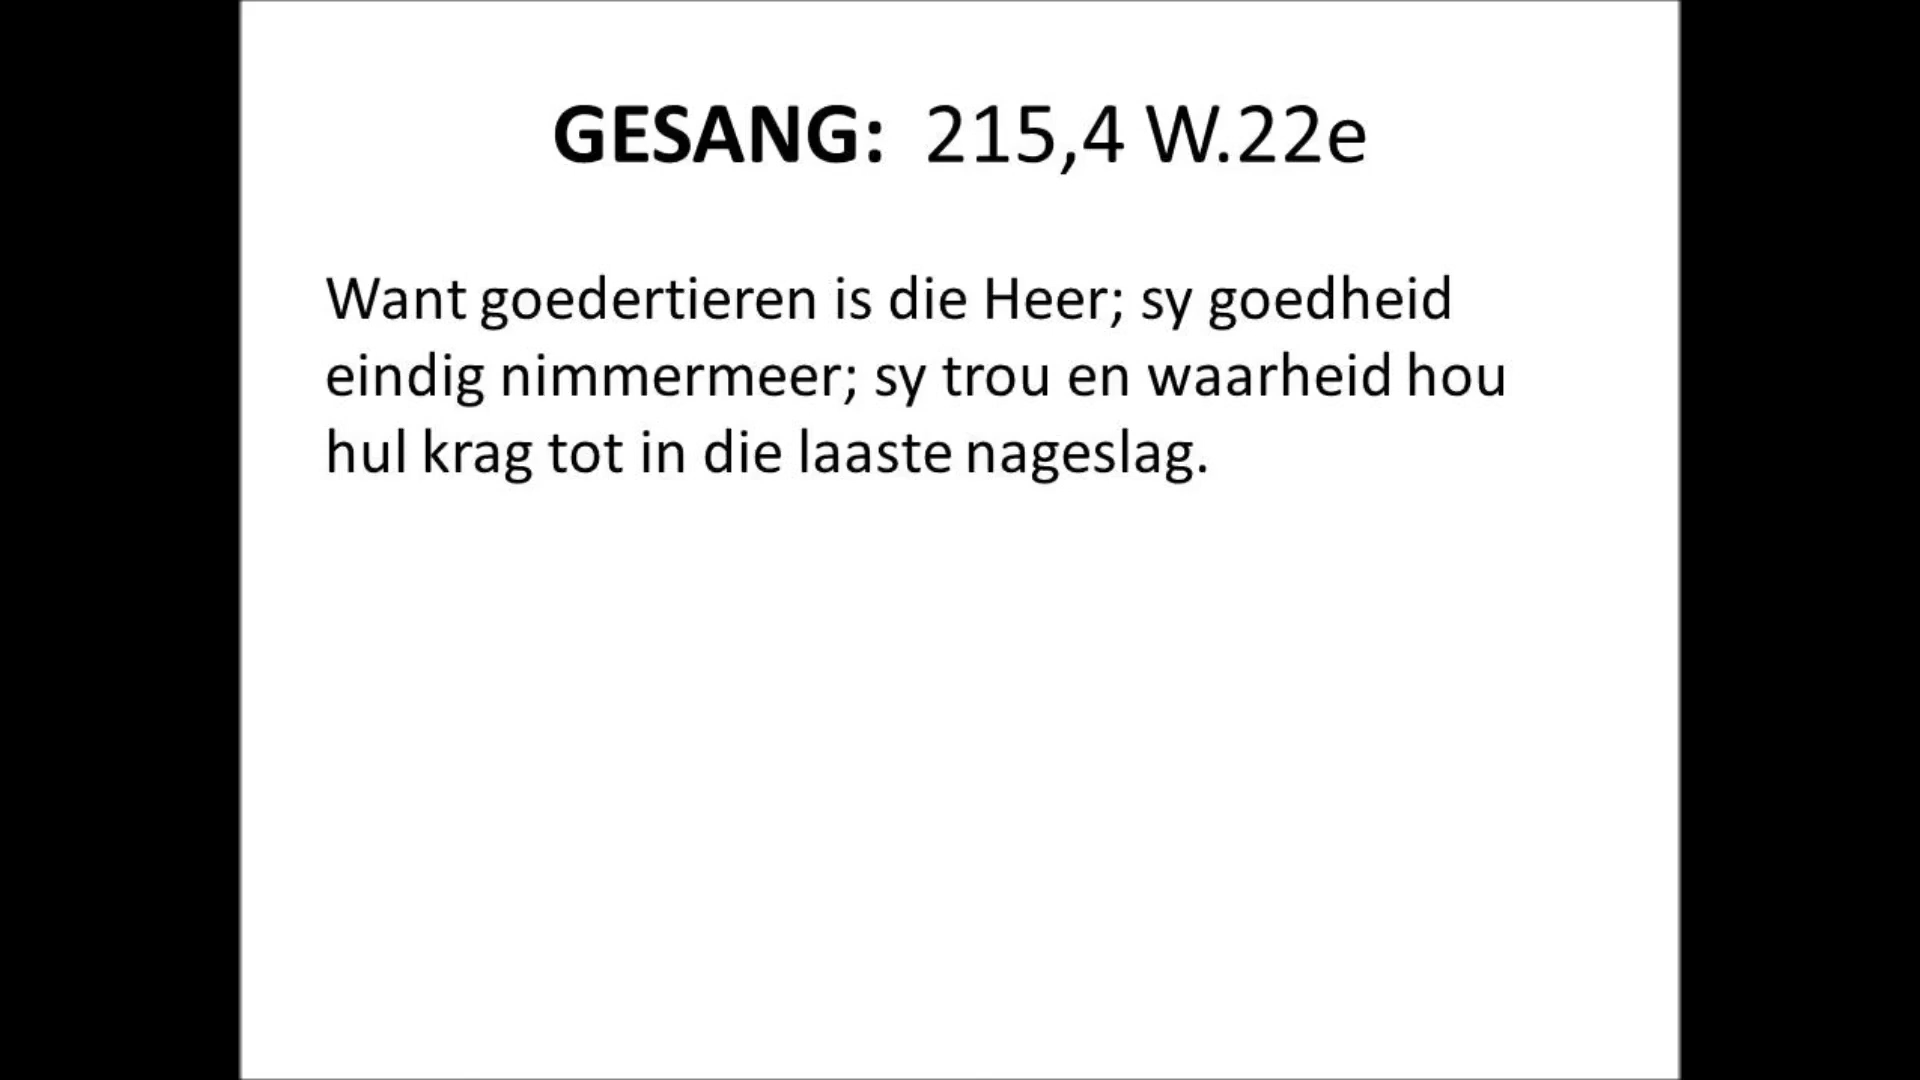 GESANG: 215,4 W.22e
Want goedertieren is die Heer; sy goedheid
eindig nimmermeer; sy trou en waarheid hou
hul krag tot in die laaste nageslag.